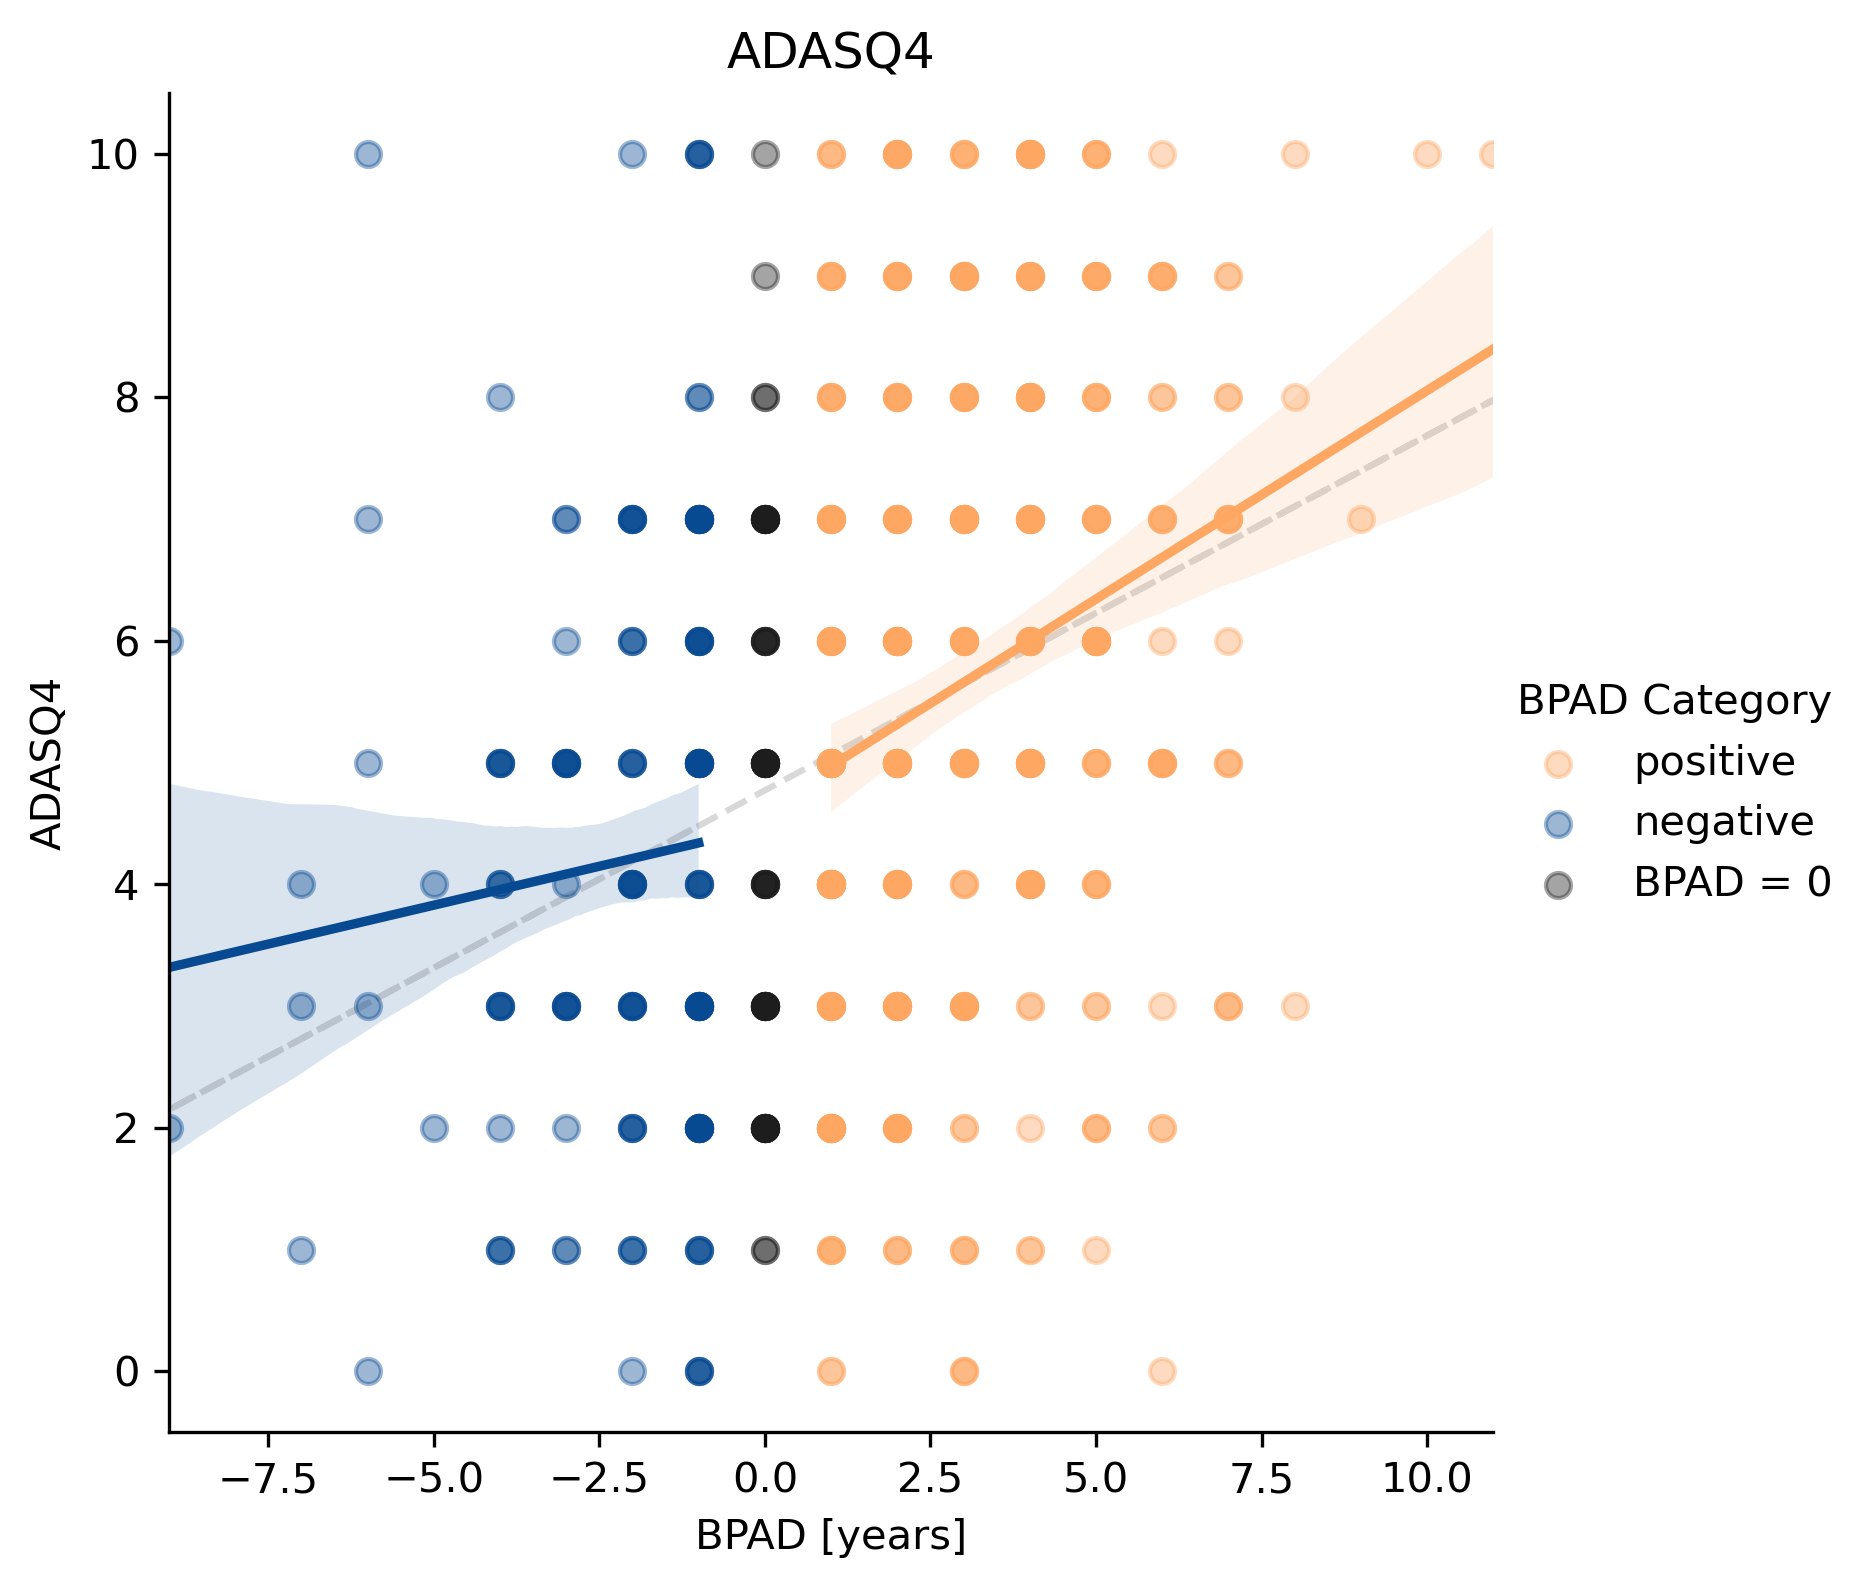 ADASQ4
10
8
6
4
2
0
ADASQ4
−7.5 −5.0 −2.5 0.0 2.5 5.0 7.5 10.0
BPAD [years]
BPAD Category
positive
negative
BPAD = 0